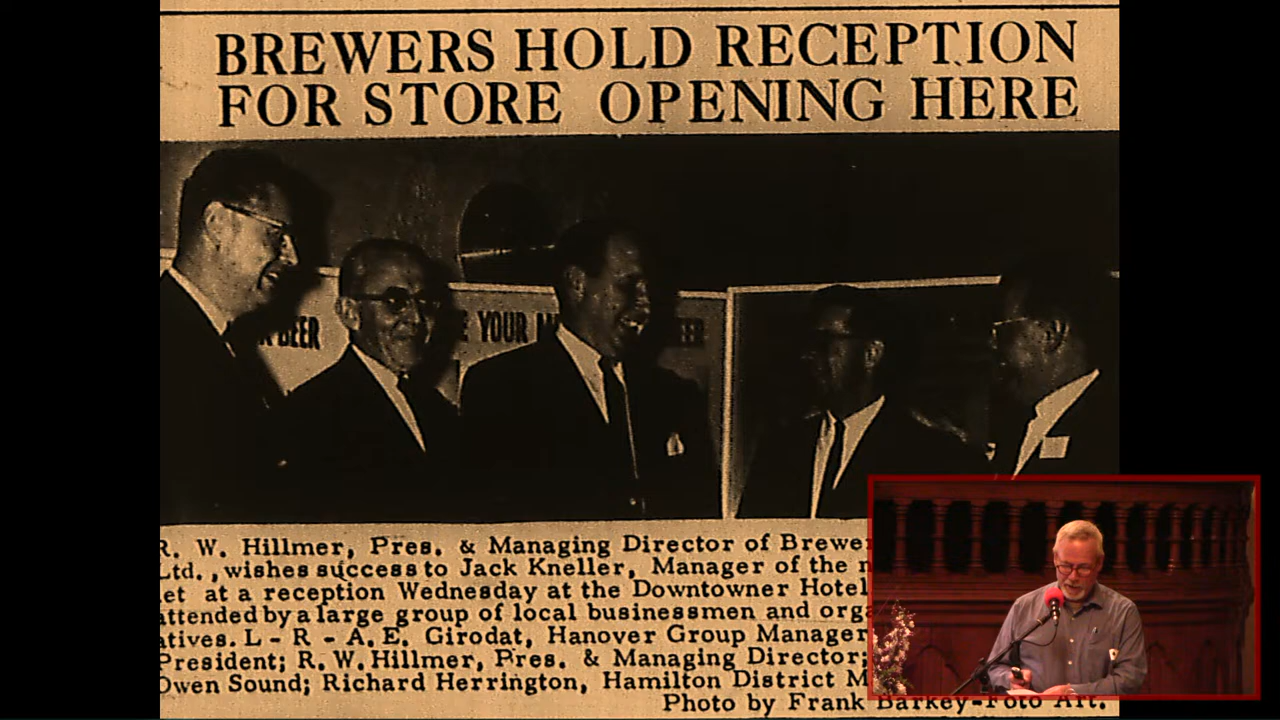 BREWERS HOLD RECEPTION
FOR STORE OPENING HERE
BEER
YOUR
R. W. Hillmer, Pres. & Managing Director of Brewer
Ltd., wishes success to Jack Kneller, Manager of the
at a reception Wednesday at the Downtowner Hotel
attended by a large group of local businessmen and
atives. L - R - A. E. Girodat, Hanover Group Manager
President; R. W. Hillmer, Pres. & Managing Director;
Owen Sound; Richard Herrington, Hamilton District M
Photo by Frank Barkey-Foto Art.